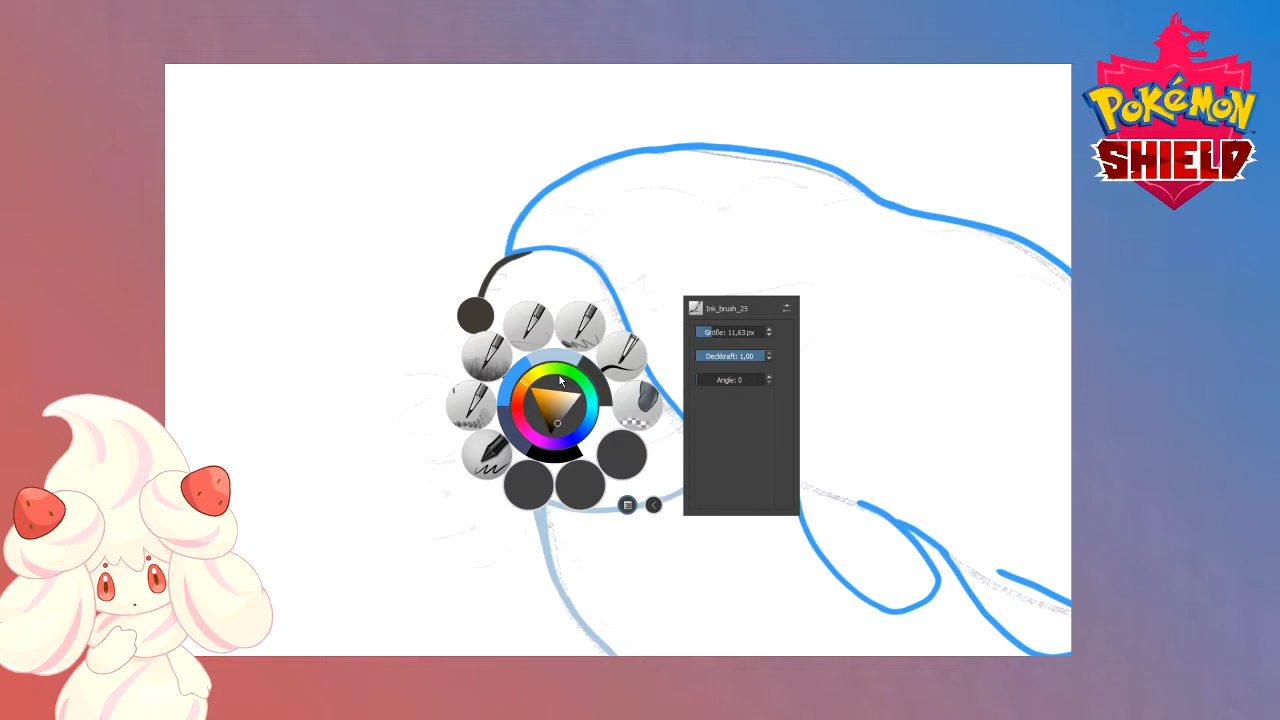 POKÉMON
SHIELD
Ink_brush_25
Größe: 11,63 px
Deckkraft: 1,00
Angle: 0